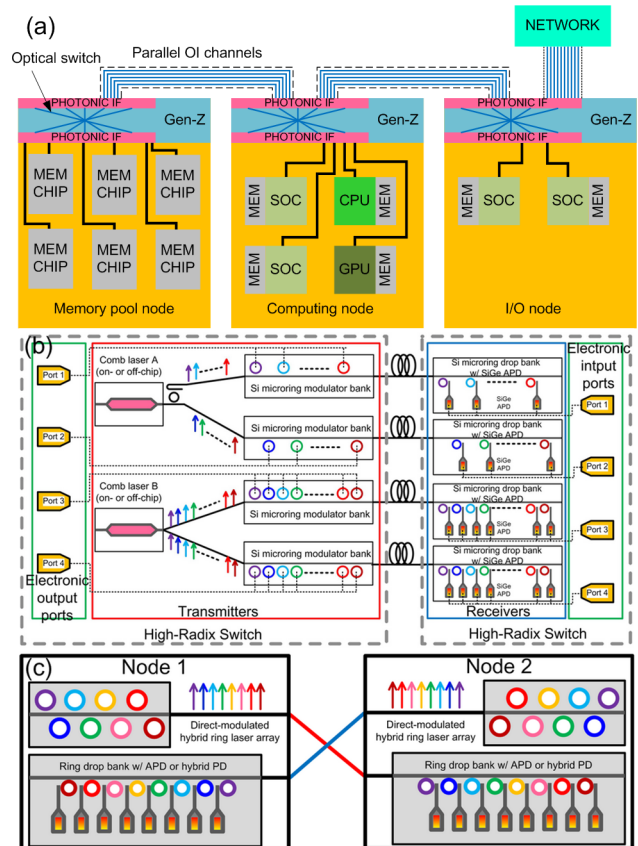 (a)
NETWORK
Parallel OI channels
Optical switch
PHOTONIC IF
Gen-Z
PHOTONIC IF
PHOTONIC IF
Gen-Z
PHOTONIC IF
PHOTONIC IF
Gen-Z
PHOTONIC IF
MEM
CHIP
MEM
CHIP
MEM
CHIP
MEM
CHIP
MEM
CHIP
MEM
CHIP
Memory pool node
MEM
SOC
CPU
MEM
MEM
SOC
GPU
MEM
Computing node
MEM
SOC
SOC
MEM
I/O node
(b)
Port 1
Port 2
Port 3
Port 4
Electronic
output
ports
Comb laser A
(on- or off-chip)
Comb laser B
(on- or off-chip)
Si microring modulator bank
Si microring modulator bank
Si microring modulator bank
Si microring modulator bank
Transmitters
High-Radix Switch
Si microring drop bank
w/ SiGe APD
SiGe
APD
Si microring drop bank
w/ SiGe APD
SiGe
APD
Si microring drop bank
w/ SiGe APD
SiGe
APD
Si microring drop bank
w/ SiGe APD
SiGe
APD
Receivers
Electronic
intput
ports
Port 1
Port 2
Port 3
Port 4
High-Radix Switch
(c)
Node 1
Direct-modulated
hybrid ring laser array
Ring drop bank w/ APD or hybrid PD
Node 2
Direct-modulated
hybrid ring laser array
Ring drop bank w/ APD or hybrid PD